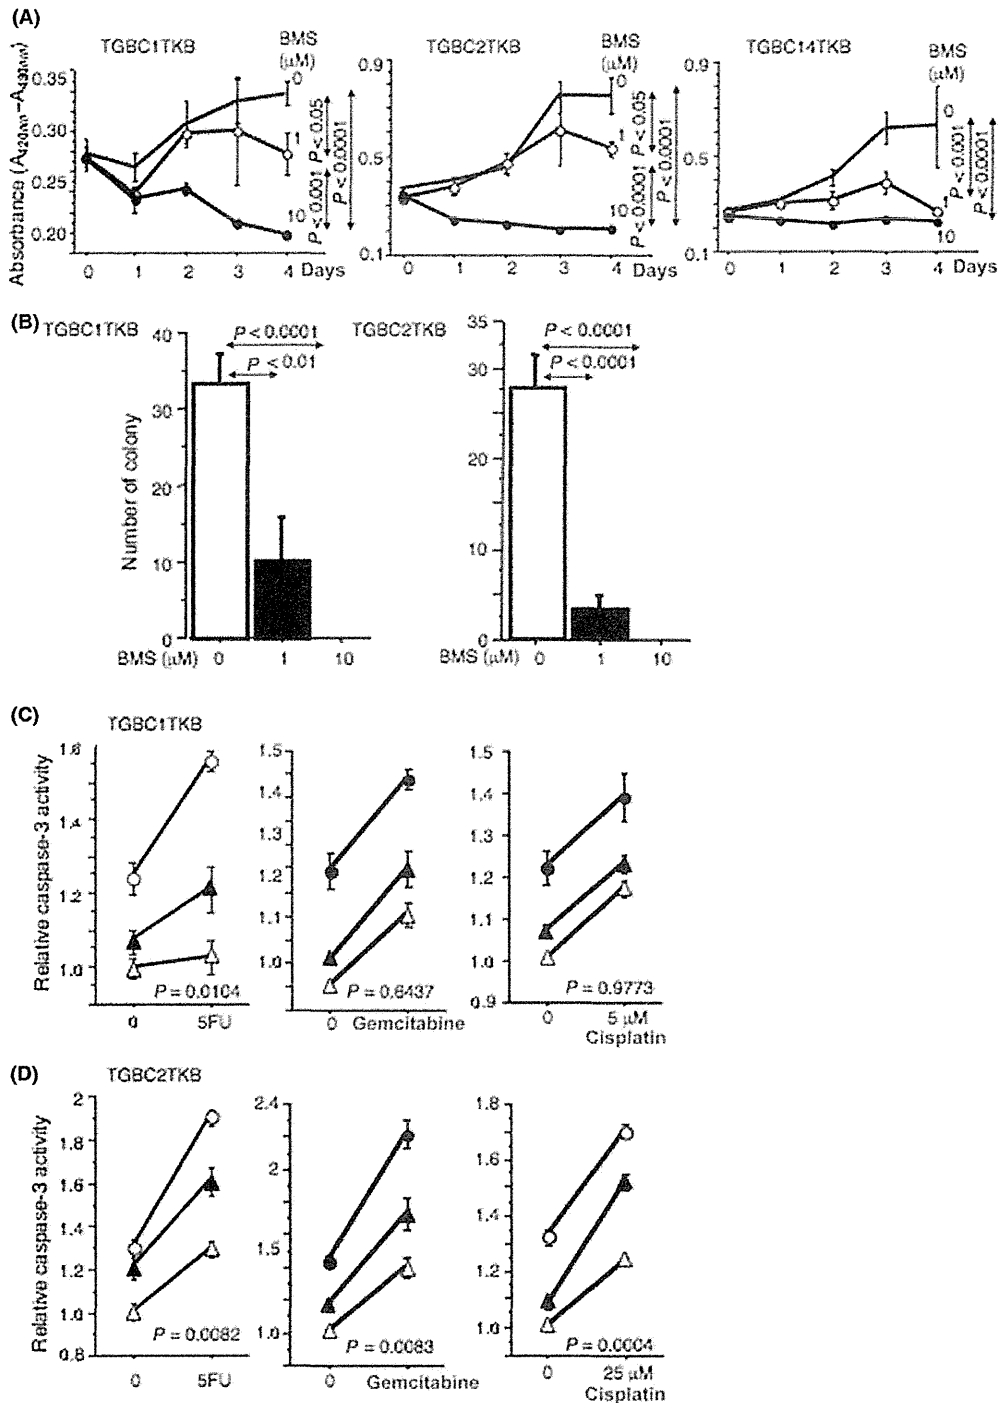 (A)
TGBC1TKB
BMS
(μM)
TGBC2TKB
BMS
(μM)
TGBC14TKB
BMS
(μM)
Absorbance (A420nm–A490nm)
0.35
0.30
0.25
0.20
0
1
10
P < 0.05
P < 0.001
P < 0.0001
0 1 2 3 4 Days
0.9
0.5
0.1
0
1
10
P < 0.05
P < 0.0001
P < 0.0001
0 1 2 3 4 Days
0.9
0.5
0.1
0
1
10
P < 0.001
P < 0.0001
0 1 2 3 4 Days
(B)
TGBC1TKB
Number of colony
40
30
20
10
0
P < 0.0001
P < 0.01
BMS (μM) 0 1 10
TGBC2TKB
35
30
20
10
0
P < 0.0001
P < 0.0001
BMS (μM) 0 1 10
(C)
TGBC1TKB
Relative caspase-3 activity
1.6
1.4
1.2
1.0
P = 0.0104
0 5FU
1.5
1.4
1.3
1.2
1.1
1.0
P = 0.6437
0 Gemcitabine
1.5
1.4
1.3
1.2
1.1
1.0
0.9
P = 0.9773
0 5 μM
Cisplatin
(D)
TGBC2TKB
Relative caspase-3 activity
2
1.8
1.6
1.4
1.2
1.0
0.8
P = 0.0082
0 5FU
2.4
2
1.5
1.0
P = 0.0083
0 Gemcitabine
1.8
1.6
1.4
1.2
1.0
P = 0.0004
0 25 μM
Cisplatin